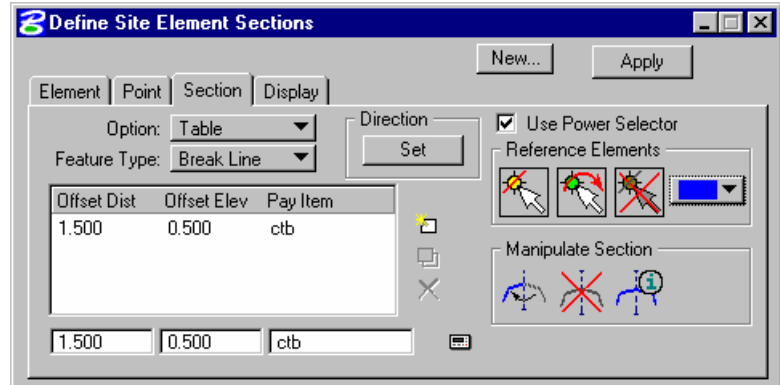 Define Site Element Sections
New...
Apply
Element
Point
Section
Display
Option:
Table
Feature Type:
Break Line
Direction
Set
Use Power Selector
Reference Elements
Offset Dist Offset Elev Pay Item
1.500 0.500 ctb
Manipulate Section
1.500 0.500 ctb